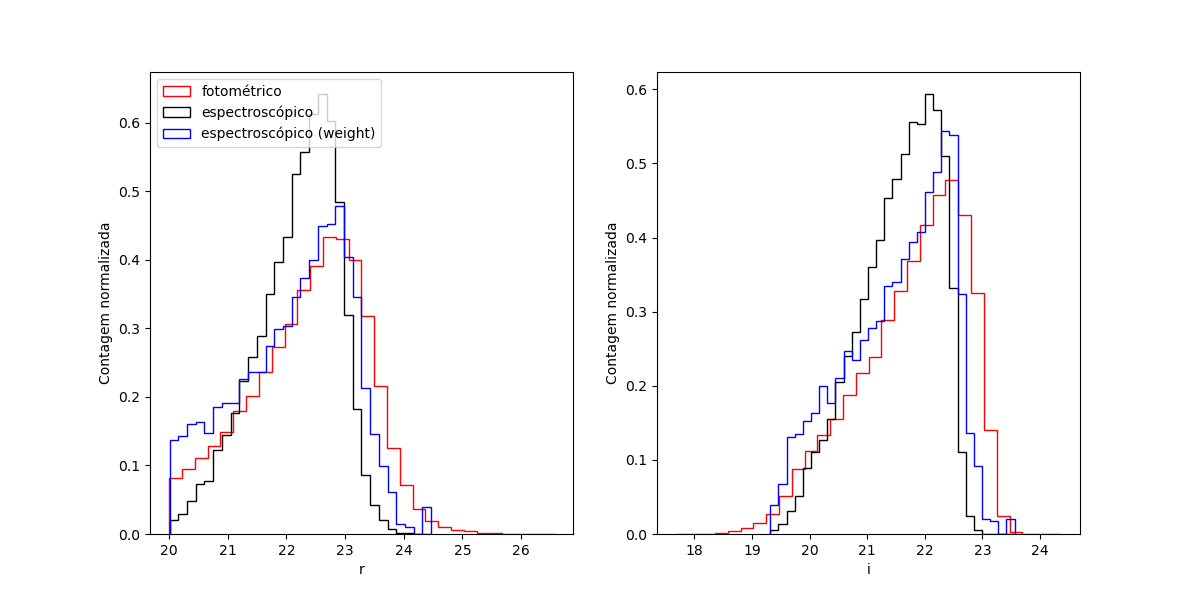 fotométrico
espectroscópico
espectroscópico (weight)
Contagem normalizada
0.6
0.5
0.4
0.3
0.2
0.1
0.0
20 21 22 23 24 25 26
r
Contagem normalizada
0.6
0.5
0.4
0.3
0.2
0.1
0.0
18 19 20 21 22 23 24
i